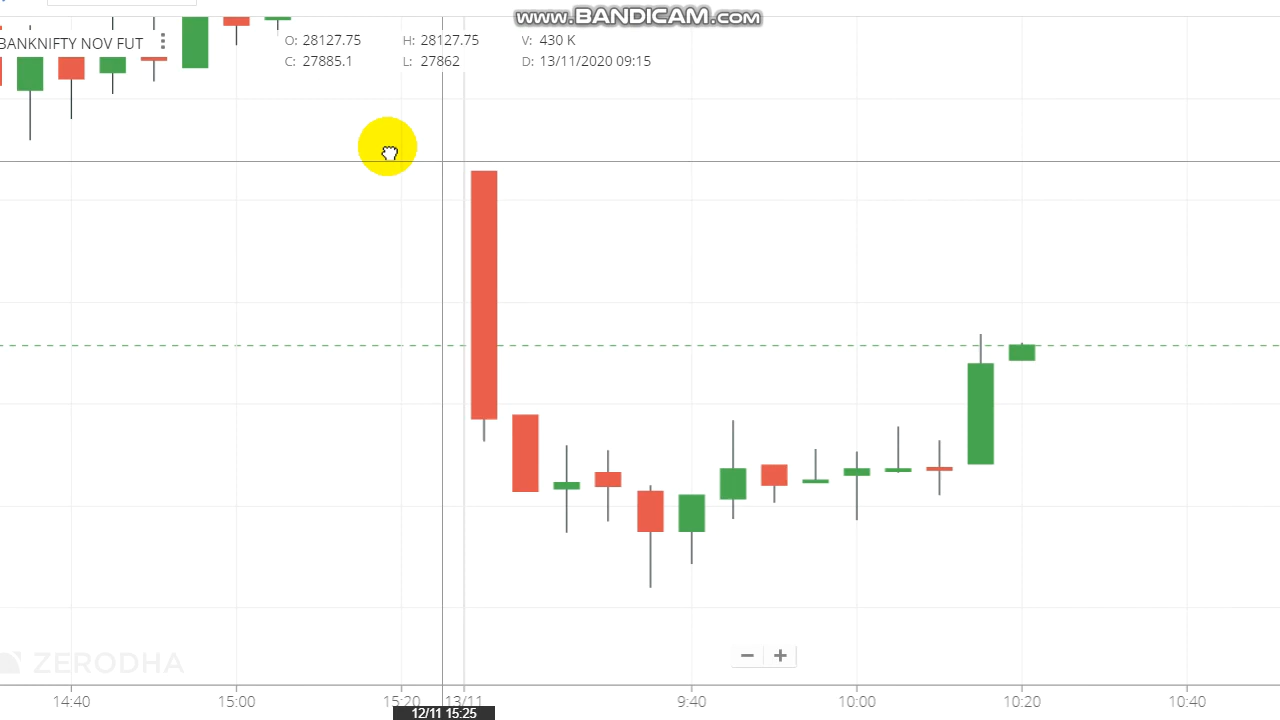 www.BANDICAM.com
BANKNIFTY NOV FUT
O: 28127.75 H: 28127.75 V: 430 K
C: 27885.1 L: 27862 D: 13/11/2020 09:15
ZERODHA
14:40 15:00 15:20 13/11 9:40 10:00 10:20 10:40
12/11 15:25